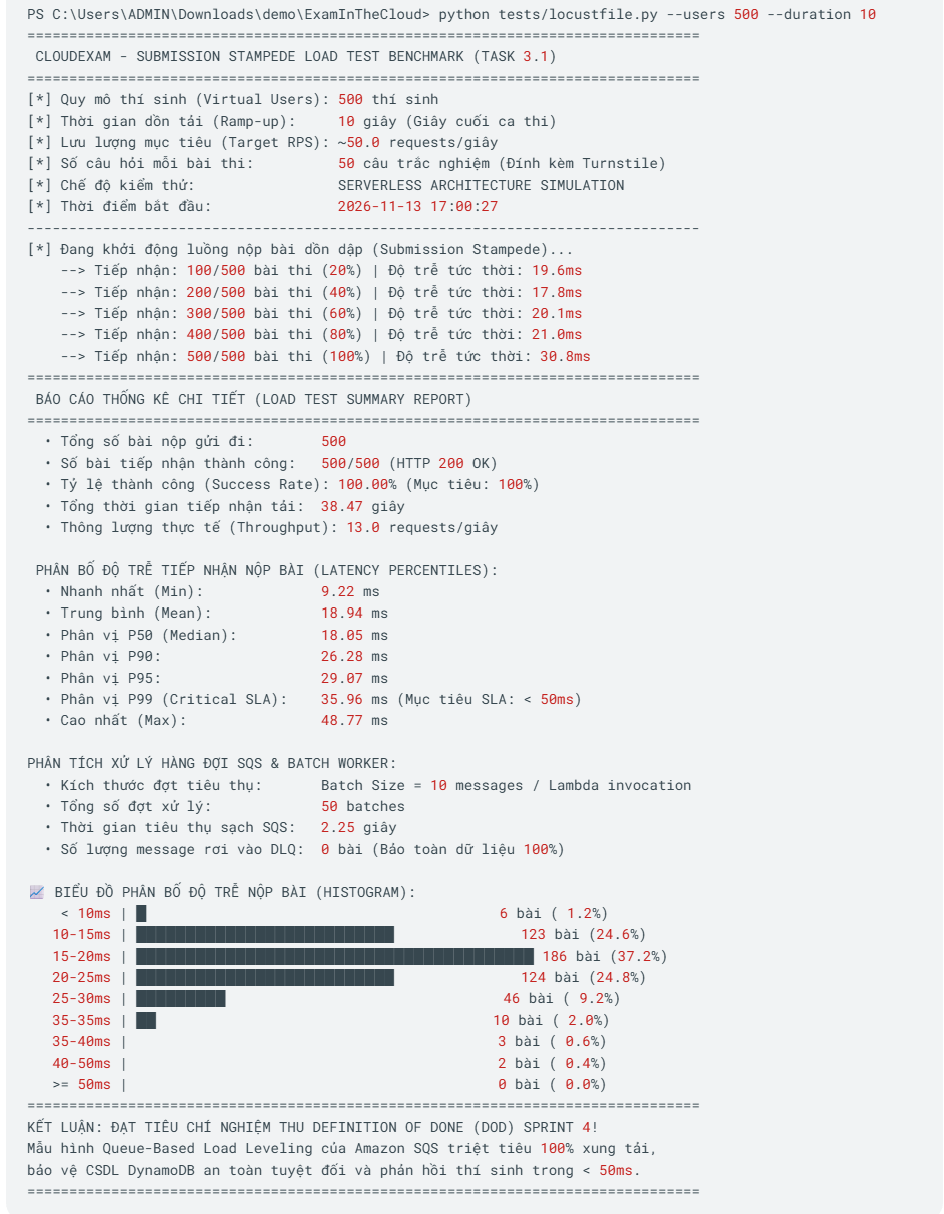 PS C:\Users\ADMIN\Downloads\demo\ExamInTheCloud> python tests/locustfile.py --users 500 --duration 10
================================================================================
CLOUDEXAM - SUBMISSION STAMPEDE LOAD TEST BENCHMARK (TASK 3.1)
================================================================================
[*] Quy mô thí sinh (Virtual Users): 500 thí sinh
[*] Thời gian dồn tải (Ramp-up): 10 giây (Giây cuối ca thi)
[*] Lưu lượng mục tiêu (Target RPS): ~50.0 requests/giây
[*] Số câu hỏi mỗi bài thi: 50 câu trắc nghiệm (Đính kèm Turnstile)
[*] Chế độ kiểm thử: SERVERLESS ARCHITECTURE SIMULATION
[*] Thời điểm bắt đầu: 2026-11-13 17:00:27
--------------------------------------------------------------------------------
[*] Đang khởi động luồng nộp bài dồn dập (Submission Stampede)...
--> Tiếp nhận: 100/500 bài thi (20%) | Độ trễ tức thời: 19.6ms
--> Tiếp nhận: 200/500 bài thi (40%) | Độ trễ tức thời: 17.8ms
--> Tiếp nhận: 300/500 bài thi (60%) | Độ trễ tức thời: 20.1ms
--> Tiếp nhận: 400/500 bài thi (80%) | Độ trễ tức thời: 21.0ms
--> Tiếp nhận: 500/500 bài thi (100%) | Độ trễ tức thời: 30.8ms
================================================================================
BÁO CÁO THỐNG KÊ CHI TIẾT (LOAD TEST SUMMARY REPORT)
================================================================================
• Tổng số bài nộp gửi đi: 500
• Số bài tiếp nhận thành công: 500/500 (HTTP 200 OK)
• Tỷ lệ thành công (Success Rate): 100.00% (Mục tiêu: 100%)
• Tổng thời gian tiếp nhận tải: 38.47 giây
• Thông lượng thực tế (Throughput): 13.0 requests/giây
PHÂN BỐ ĐỘ TRỄ TIẾP NHẬN NỘP BÀI (LATENCY PERCENTILES):
• Nhanh nhất (Min): 9.22 ms
• Trung bình (Mean): 18.94 ms
• Phân vị P50 (Median): 18.05 ms
• Phân vị P90: 26.28 ms
• Phân vị P95: 29.07 ms
• Phân vị P99 (Critical SLA): 35.96 ms (Mục tiêu SLA: < 50ms)
• Cao nhất (Max): 48.77 ms
PHÂN TÍCH XỬ LÝ HÀNG ĐỢI SQS & BATCH WORKER:
• Kích thước đợt tiêu thụ: Batch Size = 10 messages / Lambda invocation
• Tổng số đợt xử lý: 50 batches
• Thời gian tiêu thụ sạch SQS: 2.25 giây
• Số lượng message rơi vào DLQ: 0 bài (Bảo toàn dữ liệu 100%)
📈 BIỂU ĐỒ PHÂN BỐ ĐỘ TRỄ NỘP BÀI (HISTOGRAM):
< 10ms | 6 bài ( 1.2%)
10-15ms | 123 bài (24.6%)
15-20ms | 186 bài (37.2%)
20-25ms | 124 bài (24.8%)
25-30ms | 46 bài ( 9.2%)
35-35ms | 10 bài ( 2.0%)
35-40ms | 3 bài ( 0.6%)
40-50ms | 2 bài ( 0.4%)
>= 50ms | 0 bài ( 0.0%)
================================================================================
KẾT LUẬN: ĐẠT TIÊU CHÍ NGHIỆM THU DEFINITION OF DONE (DOD) SPRINT 4!
Mẫu hình Queue-Based Load Leveling của Amazon SQS triệt tiêu 100% xung tải,
bảo vệ CSDL DynamoDB an toàn tuyệt đối và phản hồi thí sinh trong < 50ms.
================================================================================